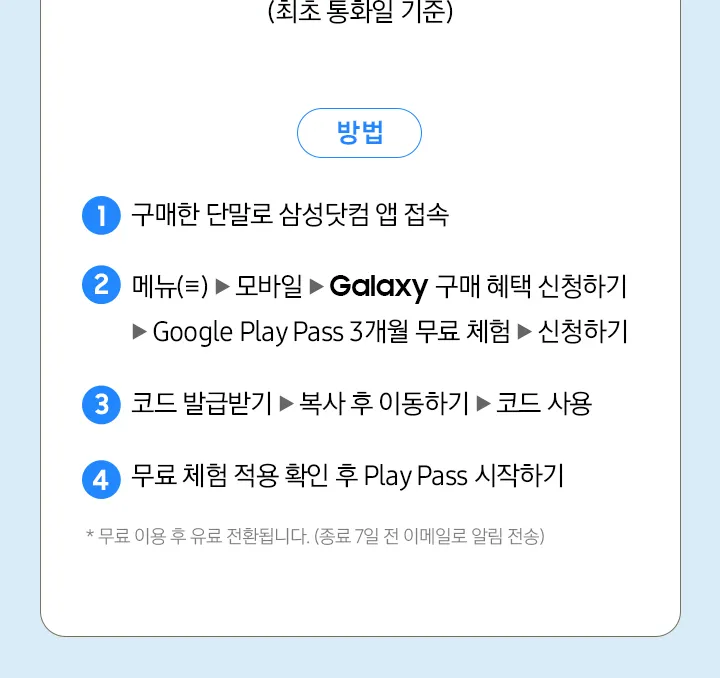 (최초 통화일 기준)
방법
1 구매한 단말로 삼성닷컴 앱 접속
2 메뉴(≡) ▶ 모바일 ▶ Galaxy 구매 혜택 신청하기
▶ Google Play Pass 3개월 무료 체험 ▶ 신청하기
3 코드 발급받기 ▶ 복사 후 이동하기 ▶ 코드 사용
4 무료 체험 적용 확인 후 Play Pass 시작하기
* 무료 이용 후 유료 전환됩니다. (종료 7일 전 이메일로 알림 전송)